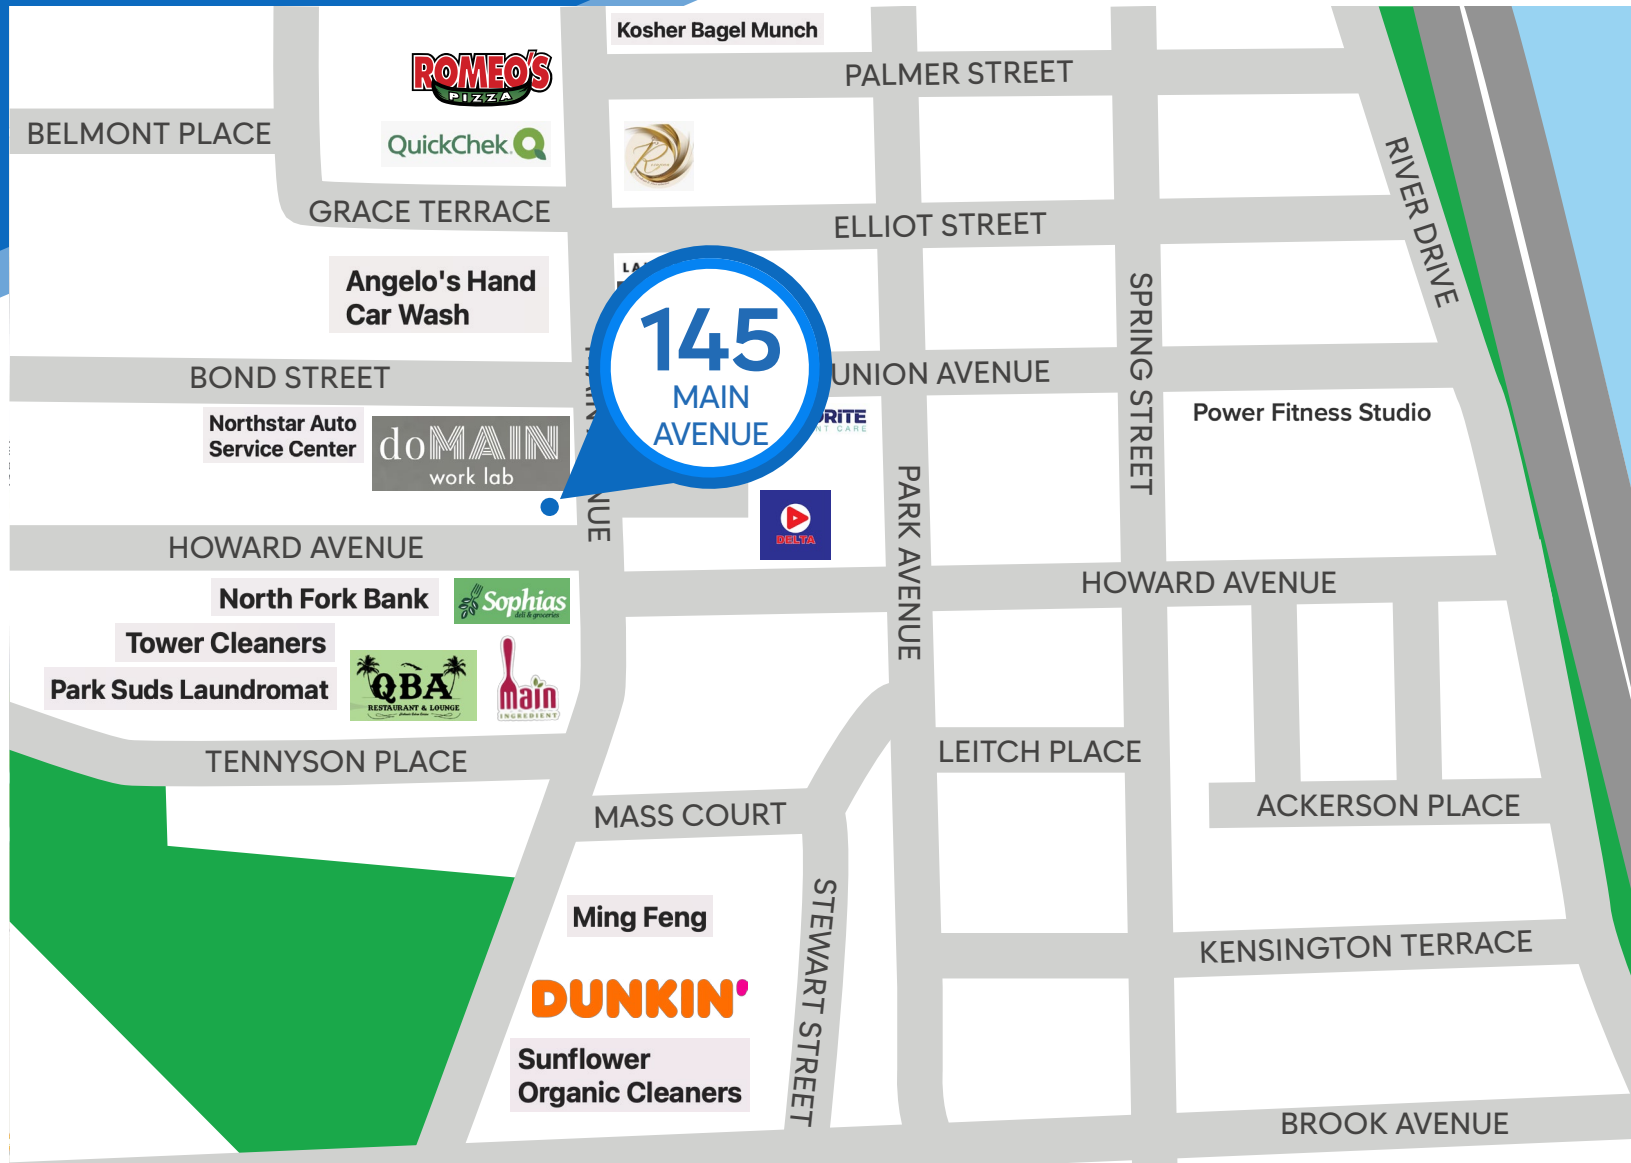 Kosher Bagel Munch
ROMEO'S
PIZZA
PALMER STREET
BELMONT PLACE
QuickChek
R
RIVER DRIVE
GRACE TERRACE
ELLIOT STREET
Angelo's Hand
Car Wash
145
MAIN
AVENUE
SPRING STREET
BOND STREET
UNION AVENUE
Northstar Auto
Service Center
doMAIN
work lab
Power Fitness Studio
DELTA
PARK AVENUE
HOWARD AVENUE
HOWARD AVENUE
North Fork Bank
Sophias
deli & groceries
Tower Cleaners
Park Suds Laundromat
QBA
RESTAURANT & LOUNGE
main
INGREDIENT
TENNYSON PLACE
LEITCH PLACE
MASS COURT
ACKERSON PLACE
STEWART STREET
Ming Feng
KENSINGTON TERRACE
DUNKIN'
Sunflower
Organic Cleaners
BROOK AVENUE